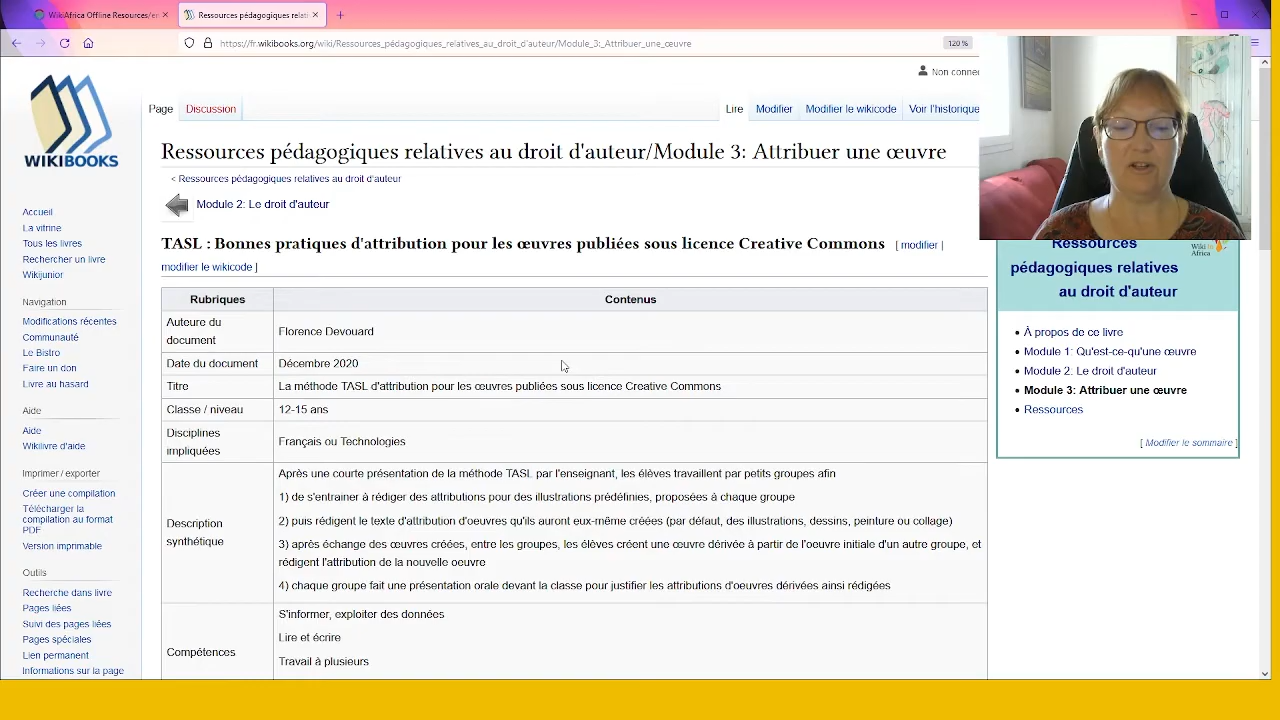 WikiAfrica Offline Resources/en
Ressources pédagogiques relati
https://fr.wikibooks.org/wiki/Ressources_pédagogiques_relatives_au_droit_d'auteur/Module_3:_Attribuer_une_œuvre
120 %
Non conne
Page
Discussion
Lire
Modifier
Modifier le wikicode
Voir l'historique
WIKIBOOKS
Ressources pédagogiques relatives au droit d'auteur/Module 3: Attribuer une œuvre
< Ressources pédagogiques relatives au droit d'auteur
Module 2: Le droit d'auteur
TASL : Bonnes pratiques d'attribution pour les œuvres publiées sous licence Creative Commons [ modifier |
modifier le wikicode ]
Rubriques
Contenus
Auteure du
document
Florence Devouard
Date du document
Décembre 2020
Titre
La méthode TASL d'attribution pour les œuvres publiées sous licence Creative Commons
Classe / niveau
12-15 ans
Disciplines
impliquées
Français ou Technologies
Description
synthétique
Après une courte présentation de la méthode TASL par l'enseignant, les élèves travaillent par petits groupes afin
1) de s'entrainer à rédiger des attributions pour des illustrations prédéfinies, proposées à chaque groupe
2) puis rédigent le texte d'attribution d'oeuvres qu'ils auront eux-même créées (par défaut, des illustrations, dessins, peinture ou collage)
3) après échange des œuvres créées, entre les groupes, les élèves créent une œuvre dérivée à partir de l'oeuvre initiale d'un autre groupe, et
rédigent l'attribution de la nouvelle oeuvre
4) chaque groupe fait une présentation orale devant la classe pour justifier les attributions d'oeuvres dérivées ainsi rédigées
Compétences
S'informer, exploiter des données
Lire et écrire
Travail à plusieurs
Accueil
La vitrine
Tous les livres
Rechercher un livre
Wikijunior
Navigation
Modifications récentes
Communauté
Le Bistro
Faire un don
Livre au hasard
Aide
Aide
Wikilivre d'aide
Imprimer / exporter
Créer une compilation
Télécharger la
compilation au format
PDF
Version imprimable
Outils
Recherche dans livre
Pages liées
Suivi des pages liées
Pages spéciales
Lien permanent
Informations sur la page
Ressources
pédagogiques relatives
au droit d'auteur
Wiki In
Africa
À propos de ce livre
Module 1: Qu'est-ce-qu'une œuvre
Module 2: Le droit d'auteur
Module 3: Attribuer une œuvre
Ressources
[ Modifier le sommaire ]